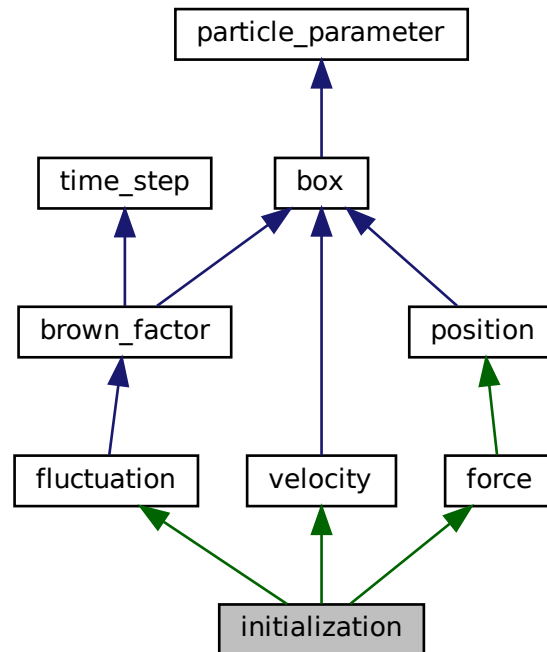 particle_parameter
time_step
box
brown_factor
position
fluctuation
velocity
force
initialization